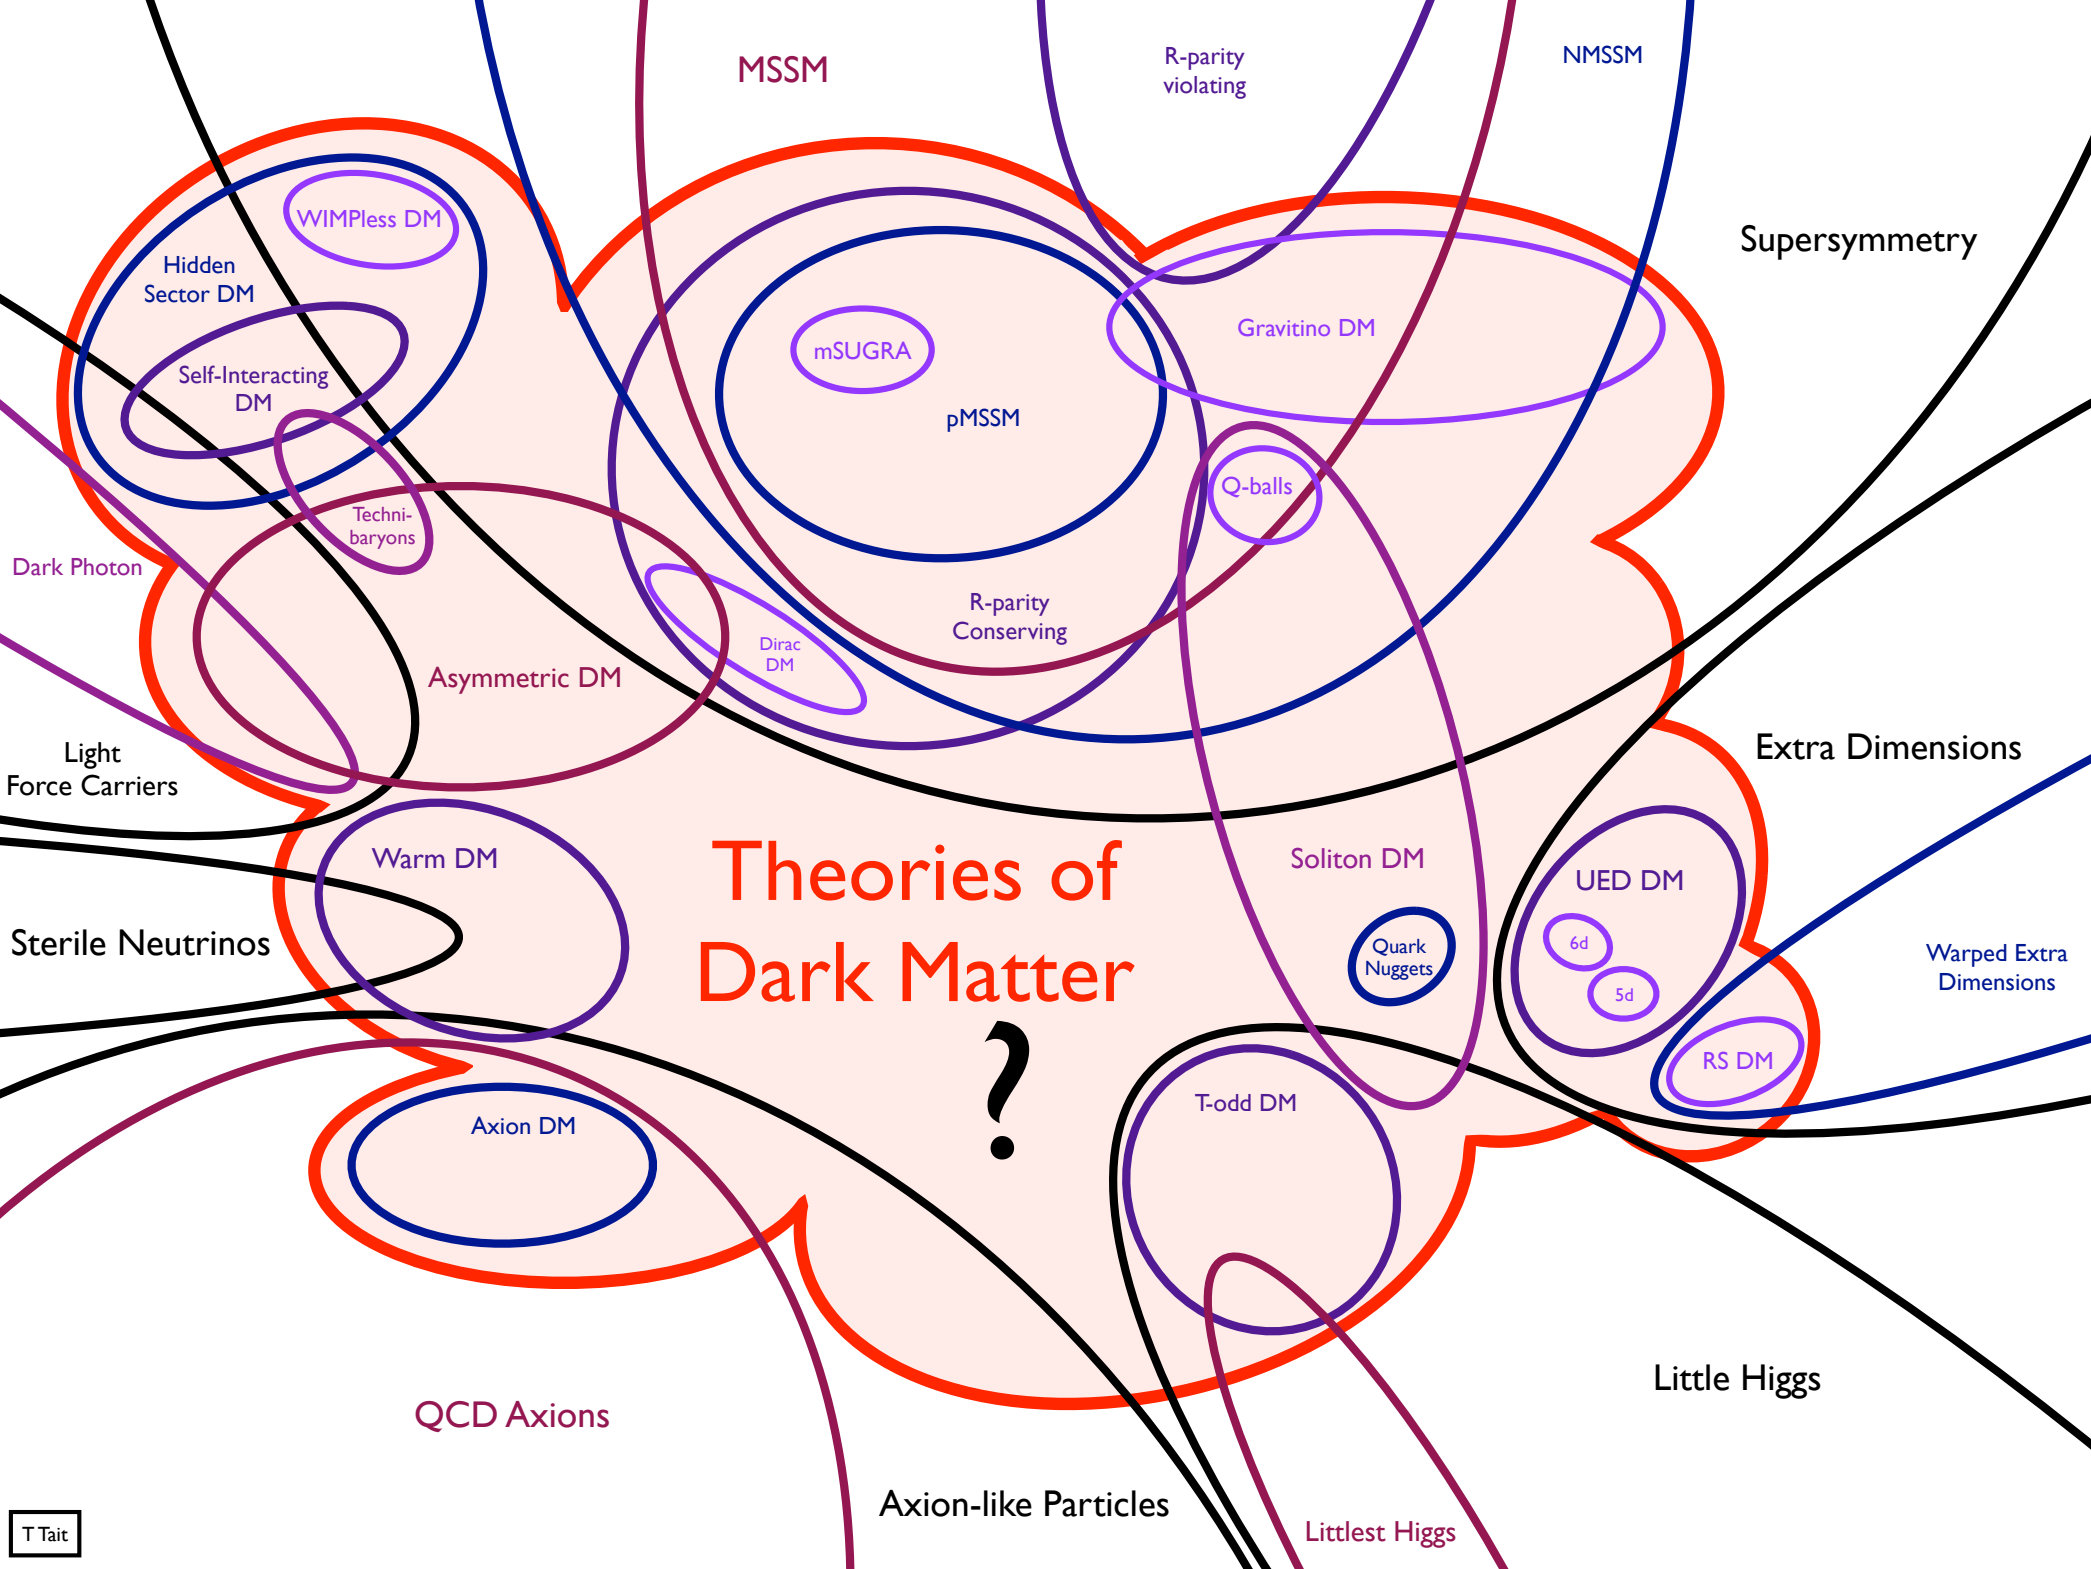 MSSM
R-parity
violating
NMSSM
WIMPless DM
Supersymmetry
Hidden
Sector DM
Gravitino DM
mSUGRA
Self-Interacting
DM
pMSSM
Q-balls
Techni-
baryons
Dark Photon
R-parity
Conserving
Dirac
DM
Asymmetric DM
Light
Force Carriers
Extra Dimensions
Warm DM
Theories of
Dark Matter
?
Soliton DM
UED DM
Sterile Neutrinos
Quark
Nuggets
6d
5d
Warped Extra
Dimensions
RS DM
T-odd DM
Axion DM
Little Higgs
QCD Axions
Axion-like Particles
Littlest Higgs
T Tait